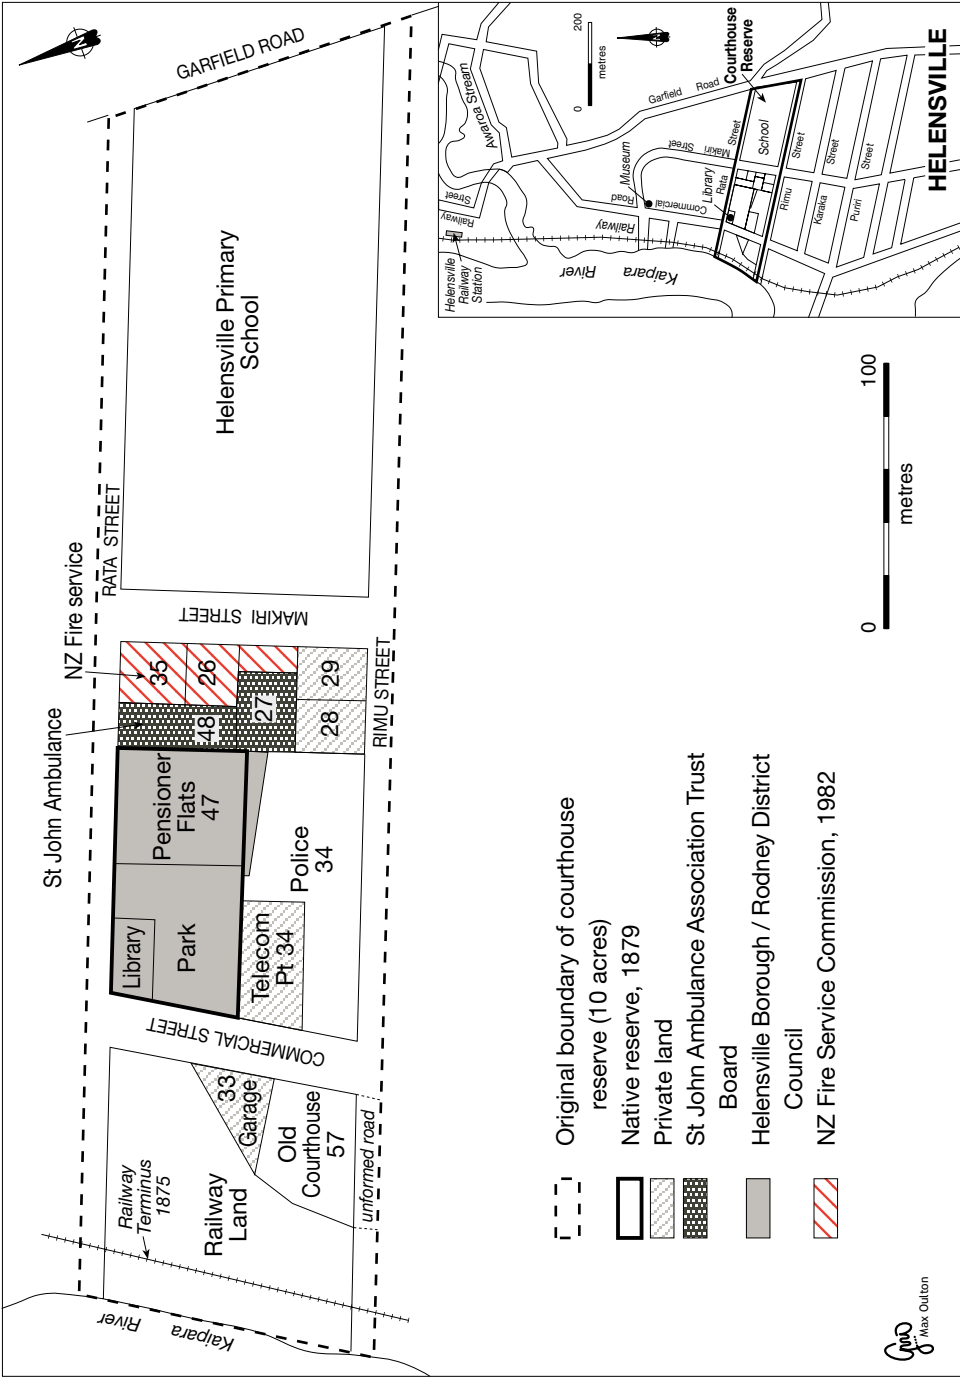 GARFIELD ROAD
Helensville Primary
School
RATA STREET
NZ Fire service
MAKIRI STREET
St John Ambulance
35
26
48
27
29
28
RIMU STREET
Pensioner
Flats
47
Library
Park
Police
34
Telecom
Pt 34
COMMERCIAL STREET
33
Garage
Old
Courthouse
57
unformed road
Railway
Land
Railway
Terminus
1875
Kaipara River
Original boundary of courthouse
reserve (10 acres)
Native reserve, 1879
Private land
St John Ambulance Association Trust
Board
Helensville Borough / Rodney District
Council
NZ Fire Service Commission, 1982
0 100
metres
Max Oulton
HELENSVILLE
0 200
metres
Courthouse
Reserve
Garfield Road
Awaroa Stream
School
Rata Street
Makiri Street
Museum
Library
Commercial Road
Railway
Railway Street
Helensville
Railway
Station
Kaipara River
Rimu Street
Karaka Street
Puriri Street
N
N